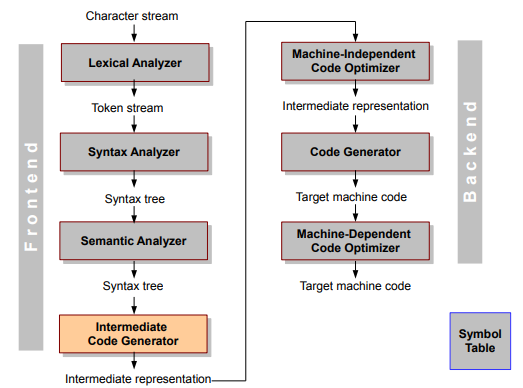 Character stream
Lexical Analyzer
Token stream
Syntax Analyzer
Syntax tree
Semantic Analyzer
Syntax tree
Intermediate
Code Generator
Intermediate representation
Frontend
Machine-Independent
Code Optimizer
Intermediate representation
Code Generator
Target machine code
Machine-Dependent
Code Optimizer
Target machine code
Backend
Symbol
Table